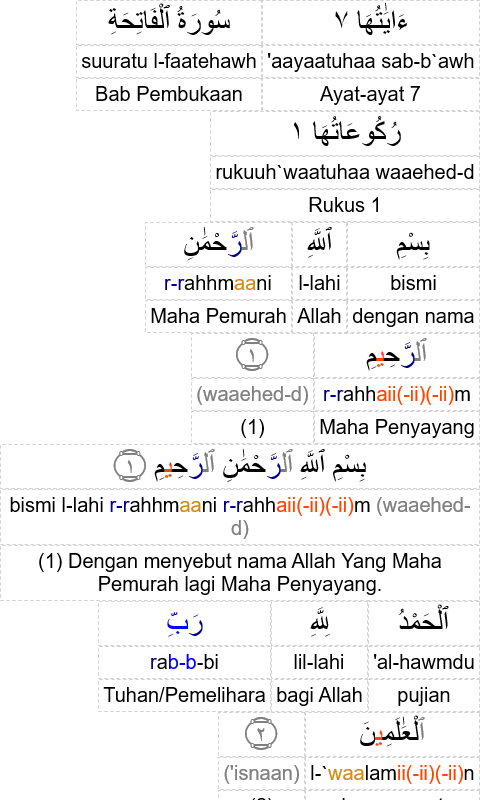 ءَايَٰتُهَا ٧ سُورَةُ ٱلْفَاتِحَةِ
suuratu l-faatehawh 'aayaatuhaa sab-b`awh
Bab Pembukaan Ayat-ayat 7
رُكُوعَاتُهَا ١
rukuuh`waatuhaa waaehed-d
Rukus 1
بِسْمِ ٱللَّهِ ٱلرَّحْمَٰنِ
r-rahhmaani l-lahi bismi
Maha Pemurah Allah dengan nama
ٱلرَّحِيمِ ١
(waaehed-d) r-rahhaii(-ii)(-ii)m
(1) Maha Penyayang
بِسْمِ ٱللَّهِ ٱلرَّحْمَٰنِ ٱلرَّحِيمِ ١
bismi l-lahi r-rahhmaani r-rahhaii(-ii)(-ii)m (waaehed-
d)
(1) Dengan menyebut nama Allah Yang Maha
Pemurah lagi Maha Penyayang.
ٱلْحَمْدُ لِلَّهِ رَبِّ
rab-b-bi lil-lahi 'al-hawmdu
Tuhan/Pemelihara bagi Allah pujian
ٱلْعَٰلَمِينَ ٢
('isnaan) l-`waalamii(-ii)(-ii)n